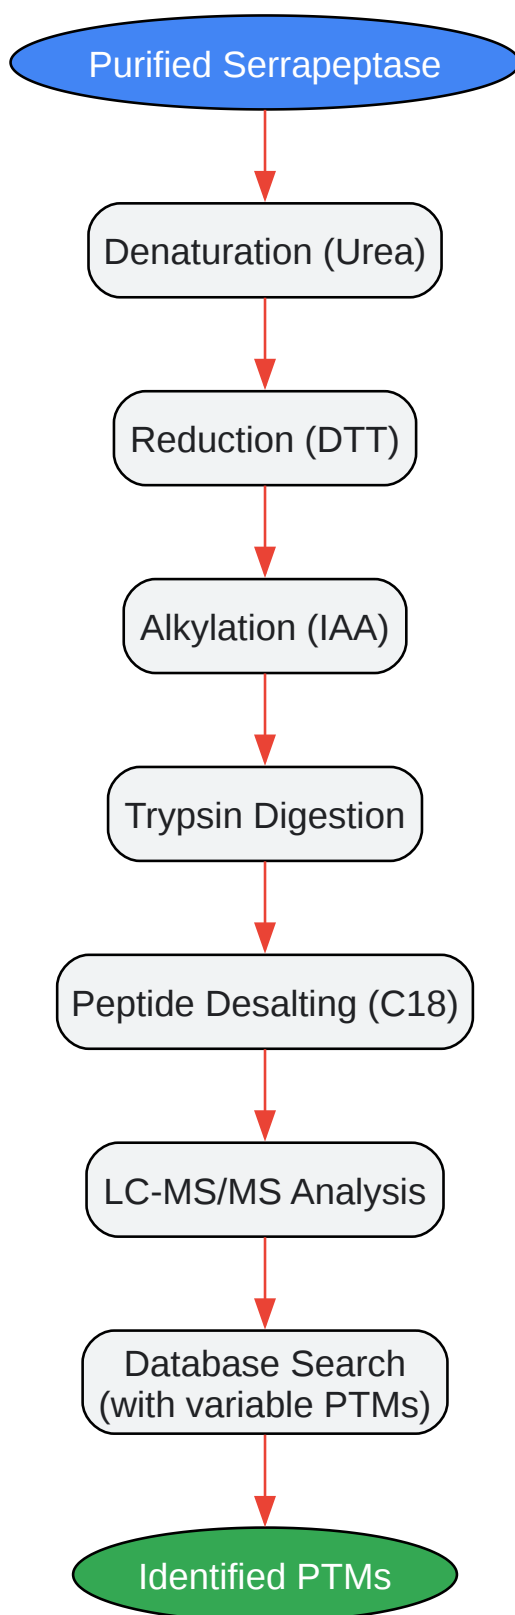 Purified Serrapeptase
Denaturation (Urea)
Reduction (DTT)
Alkylation (IAA)
Trypsin Digestion
Peptide Desalting (C18)
LC-MS/MS Analysis
Database Search
(with variable PTMs)
Identified PTMs